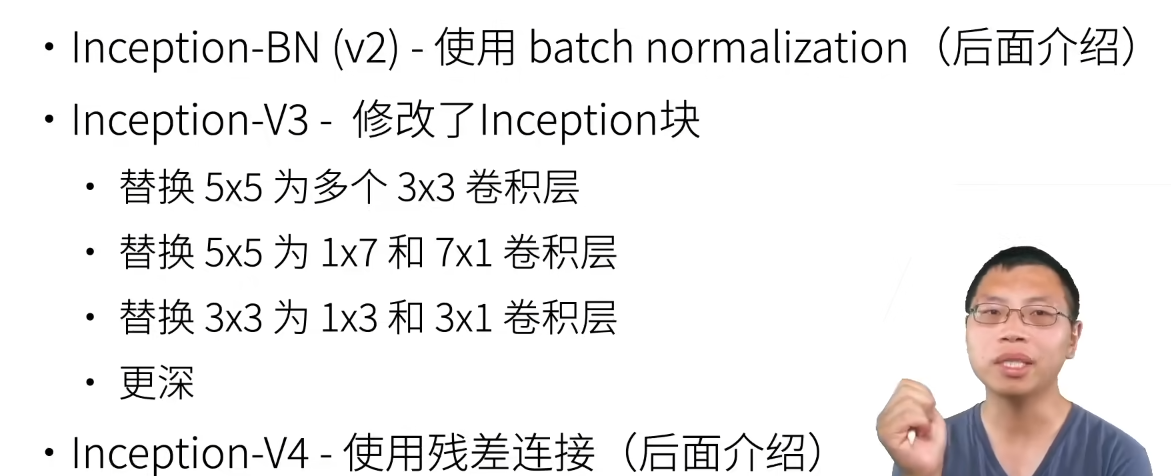 • Inception-BN (v2) - 使用 batch normalization（后面介绍）
• Inception-V3 - 修改了Inception块
• 替换 5x5 为多个 3x3 卷积层
• 替换 5x5 为 1x7 和 7x1 卷积层
• 替换 3x3 为 1x3 和 3x1 卷积层
• 更深
• Inception-V4 - 使用残差连接（后面介绍）